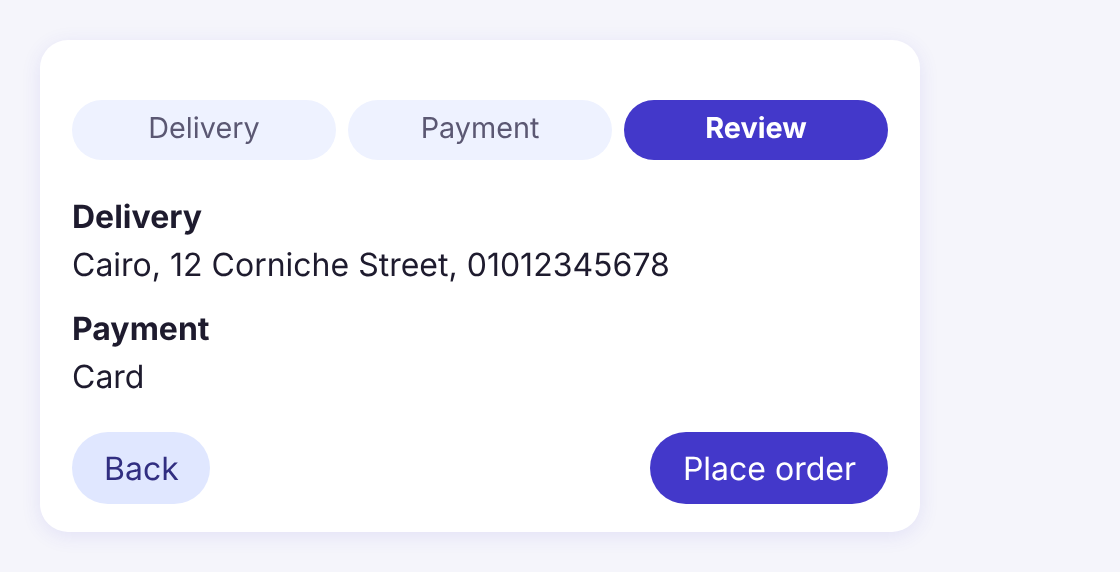 Delivery
Payment
Review
Delivery
Cairo, 12 Corniche Street, 01012345678
Payment
Card
Back
Place order